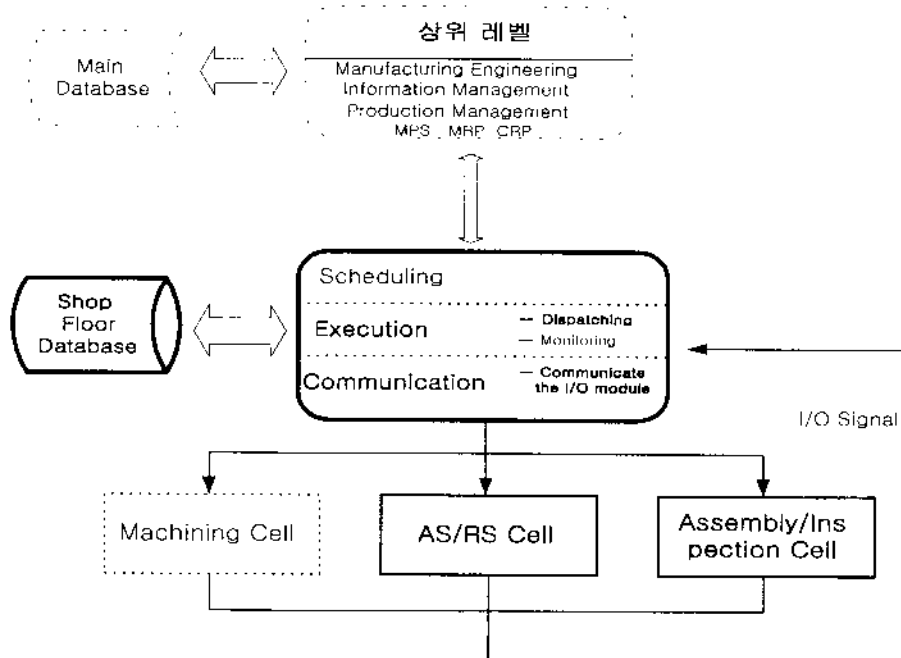 상위 레벨
Main
Database
Manufacturing Engineering
Information Management
Production Management
MPS MRP CRP
Shop
Floor
Database
Scheduling
Execution
— Dispatching
— Monitoring
Communication
— Communicate
the I/O module
I/O Signal
Machining Cell
AS/RS Cell
Assembly/Ins
pection Cell